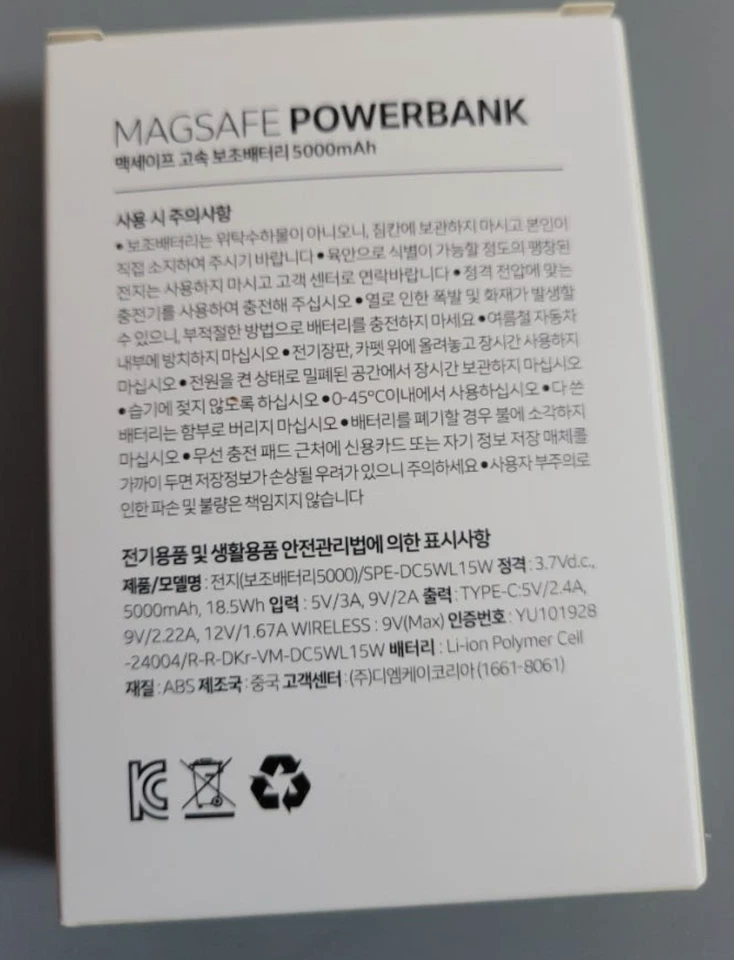 MAGSAFE POWERBANK
맥세이프 고속 보조배터리 5000mAh
사용 시 주의사항
• 보조배터리는 위탁수하물이 아니오니, 짐칸에 보관하지 마시고 본인이
직접 소지하여 주시기 바랍니다 • 육안으로 식별이 가능할 정도의 팽창된
전지는 사용하지 마시고 고객 센터로 연락바랍니다 • 정격 전압에 맞는
충전기를 사용하여 충전해 주십시오 • 열로 인한 폭발 및 화재가 발생할
수 있으니, 부적절한 방법으로 배터리를 충전하지 마세요 • 여름철 자동차
내부에 방치하지 마십시오 • 전기장판, 카펫 위에 올려놓고 장시간 사용하지
마십시오 • 전원을 켠 상태로 밀폐된 공간에서 장시간 보관하지 마십시오
• 습기에 젖지 않도록 하십시오 • 0-45°C이내에서 사용하십시오 • 다 쓴
배터리는 함부로 버리지 마십시오 • 배터리를 폐기할 경우 불에 소각하지
마십시오 • 무선 충전 패드 근처에 신용카드 또는 자기 정보 저장 매체를
가까이 두면 저장정보가 손상될 우려가 있으니 주의하세요 • 사용자 부주의로
인한 파손 및 불량은 책임지지 않습니다
전기용품 및 생활용품 안전관리법에 의한 표시사항
제품/모델명 : 전지(보조배터리5000)/SPE-DC5WL15W 정격 : 3.7Vd.c.,
5000mAh, 18.5Wh 입력 : 5V/3A, 9V/2A 출력 : TYPE-C:5V/2.4A,
9V/2.22A, 12V/1.67A WIRELESS : 9V(Max) 인증번호 : YU101928
-24004/R-R-DKr-VM-DC5WL15W 배터리 : Li-ion Polymer Cell
재질 : ABS 제조국 : 중국 고객센터 : (주)디엠케이코리아 (1661-8061)